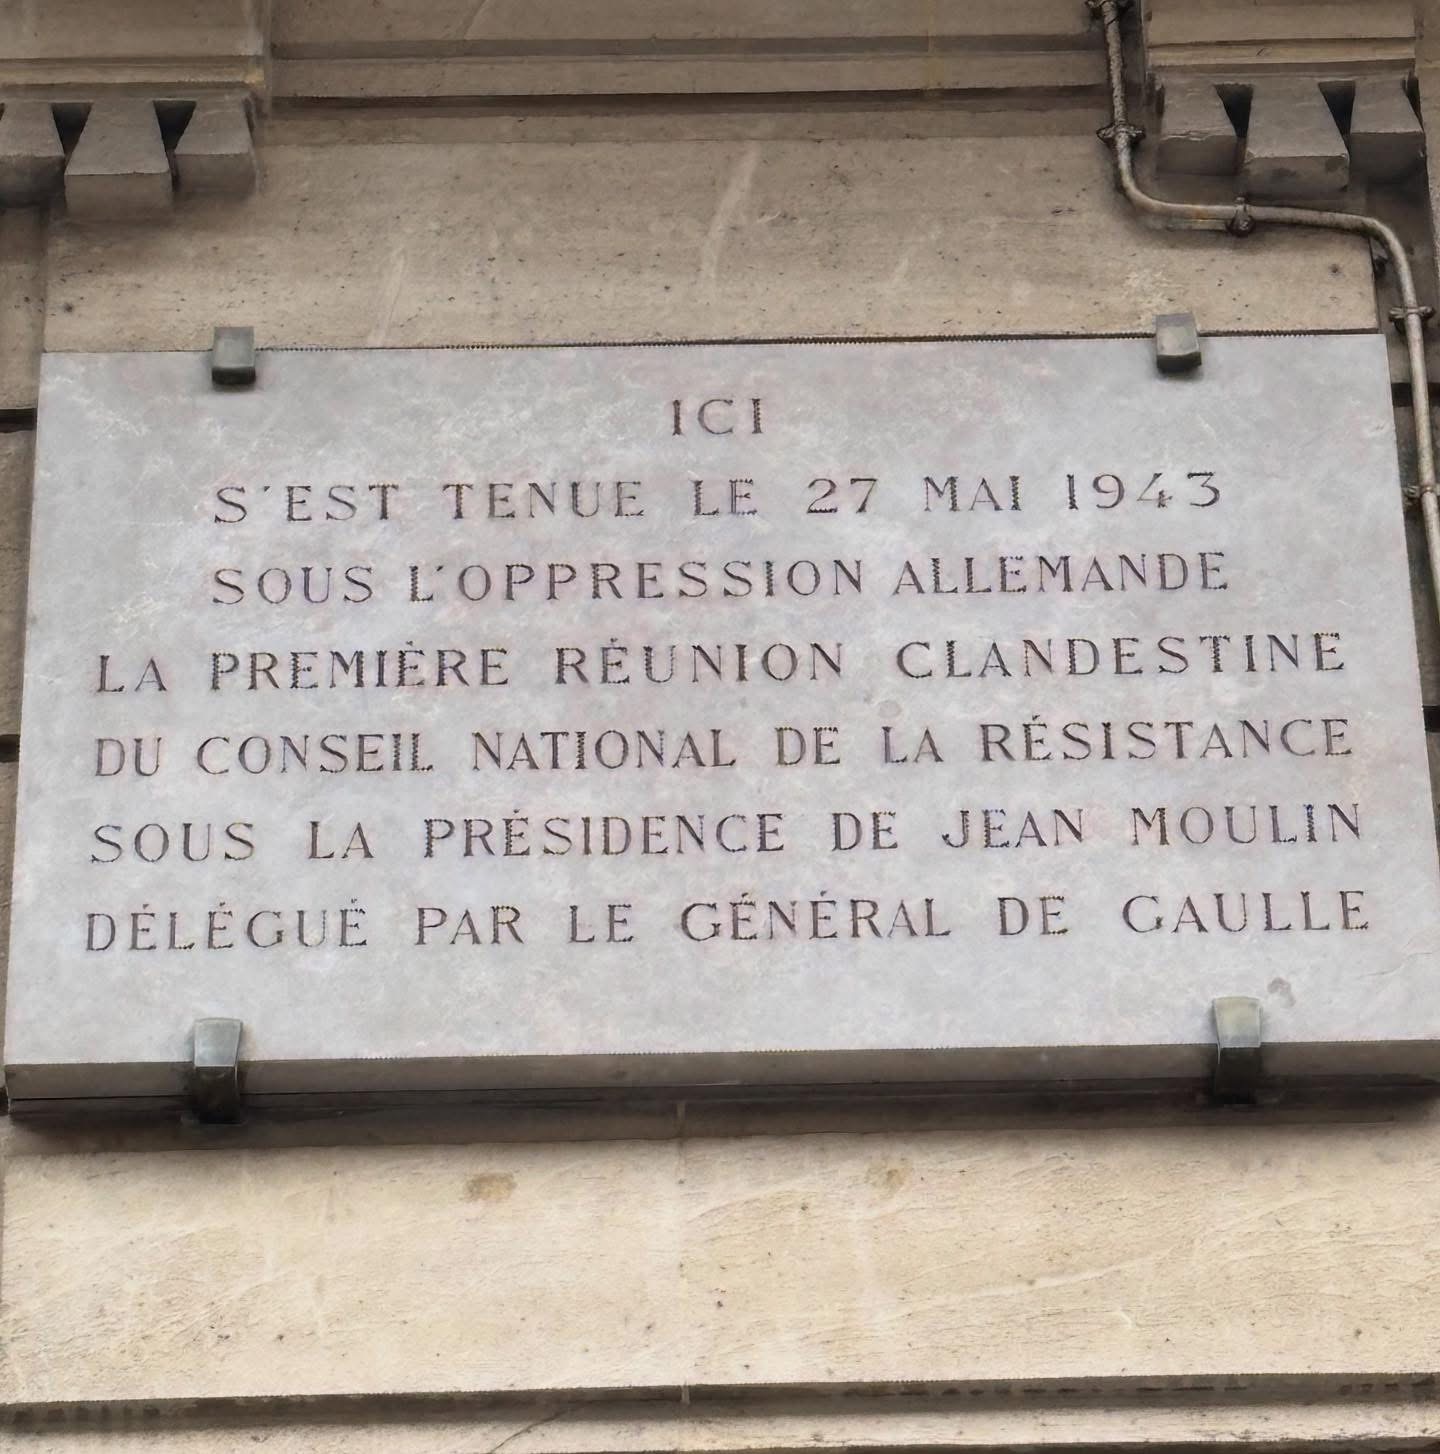 ICI
S'EST TENUE LE 27 MAI 1943
SOUS L'OPPRESSION ALLEMANDE
LA PREMIÈRE RÉUNION CLANDESTINE
DU CONSEIL NATIONAL DE LA RÉSISTANCE
SOUS LA PRÉSIDENCE DE JEAN MOULIN
DÉLÉGUÉ PAR LE GÉNÉRAL DE GAULLE